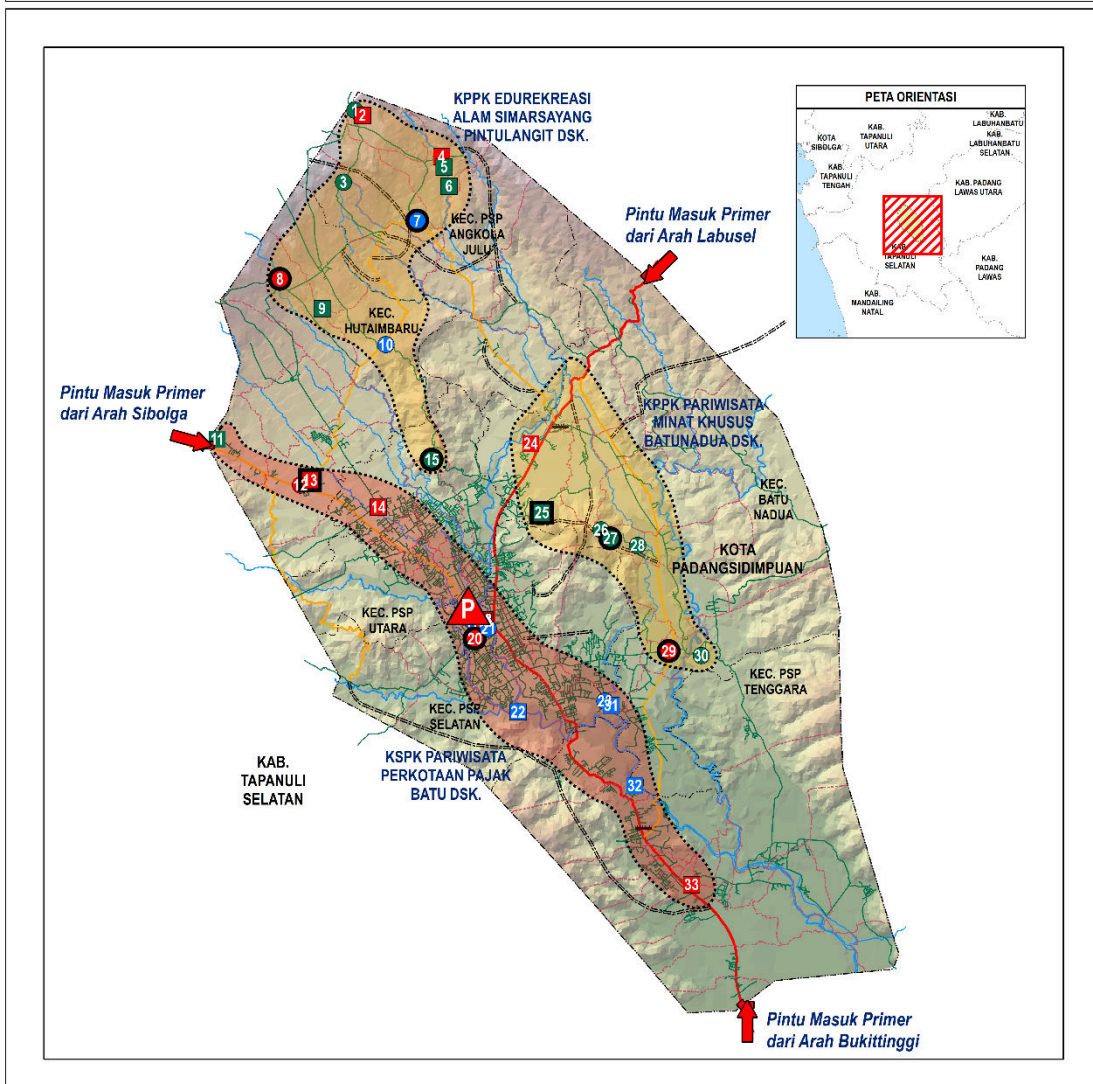 KPPK EDUREKREASI
ALAM SIMARSAYANG
PINTULANGIT DSK.
PETA ORIENTASI
KOTA
SIBOLGA
KAB.
TAPANULI
UTARA
KAB.
LABUHANBATU
KAB.
LABUHANBATU
SELATAN
KAB.
TAPANULI
TENGAH
KAB. PADANG
LAWAS UTARA
KAB.
TAPANULI
SELATAN
KAB.
PADANG
LAWAS
KAB.
MANDAILING
NATAL
1
2
3
4
5
6
7
KEC. PSP
ANGKOLA
JULU
Pintu Masuk Primer
dari Arah Labusel
8
9
KEC.
HUTAIMBARU
10
Pintu Masuk Primer
dari Arah Sibolga
11
12
13
14
15
KPPK PARIWISATA
MINAT KHUSUS
BATUNADUA DSK.
24
25
26
27
28
KEC.
BATU
NADUA
KOTA
PADANGSIDIMPUAN
KEC. PSP
UTARA
P
20
21
29
30
KEC. PSP
TENGGARA
KEC. PSP
SELATAN
22
31
KAB.
TAPANULI
SELATAN
KSPK PARIWISATA
PERKOTAAN PAJAK
BATU DSK.
32
33
Pintu Masuk Primer
dari Arah Bukittinggi